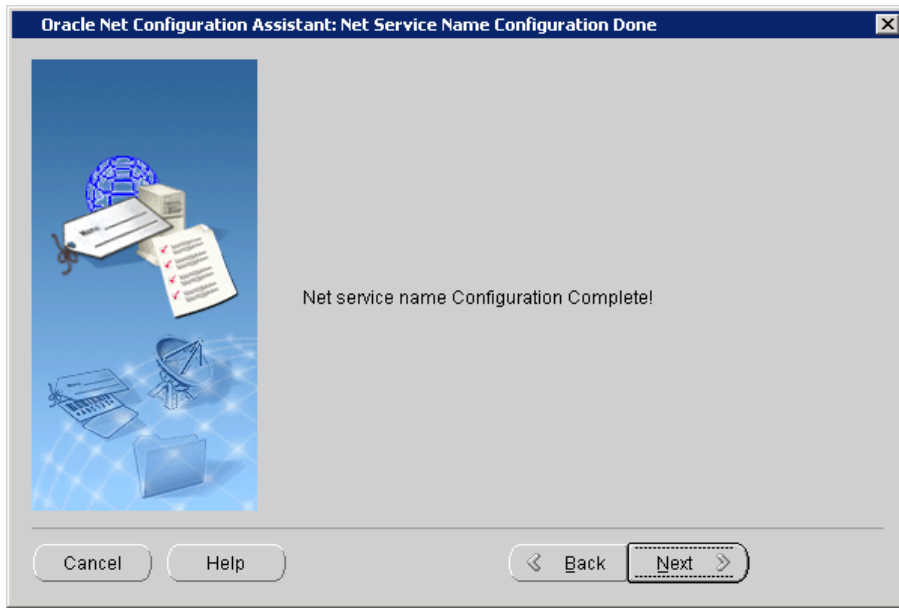 Oracle Net Configuration Assistant: Net Service Name Configuration Done
Net service name Configuration Complete!
Cancel
Help
Back
Next